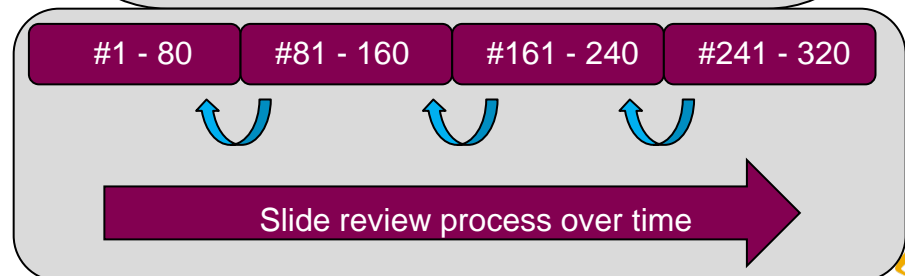 #1 - 80 #81 - 160 #161 - 240 #241 - 320
Slide review process over time